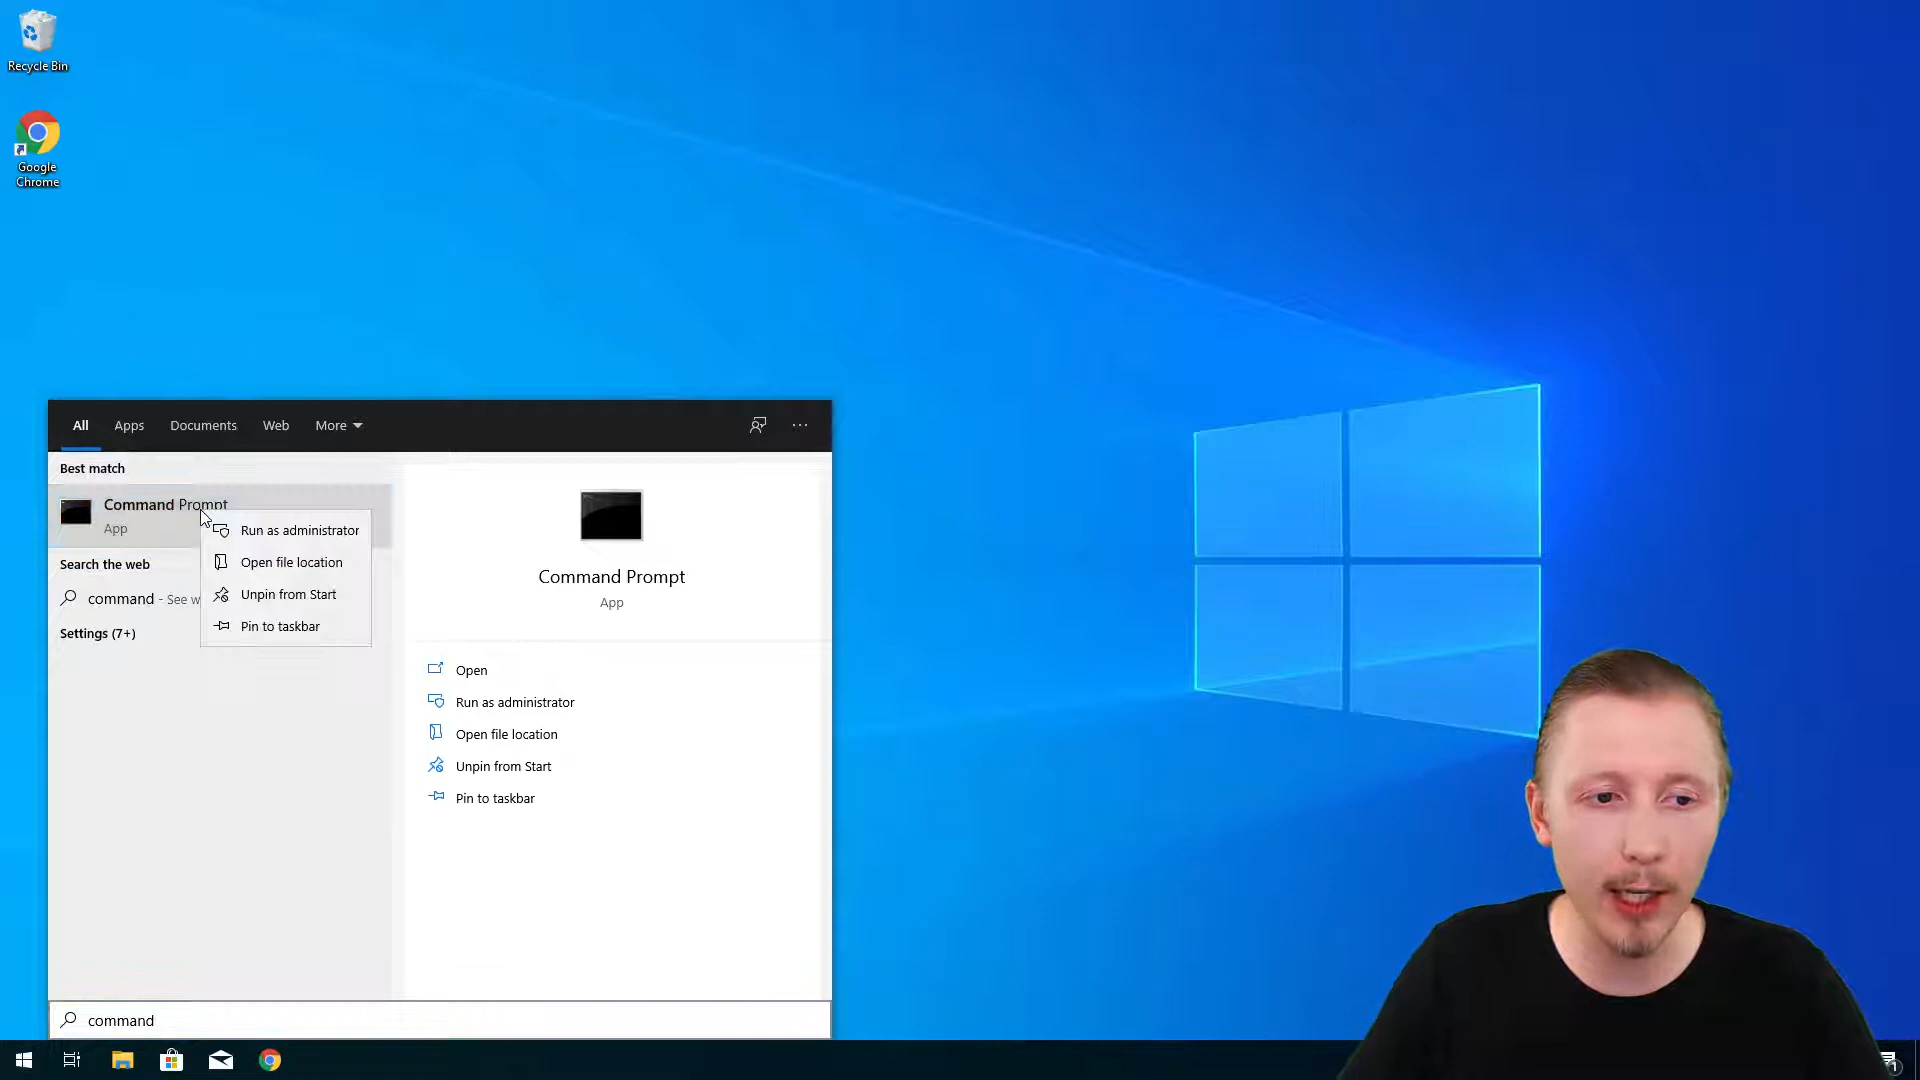 Recycle Bin
Google
Chrome
All Apps Documents Web More
Best match
Command Prompt
App
Run as administrator
Open file location
Unpin from Start
Pin to taskbar
Search the web
command - See w
Settings (7+)
Command Prompt
App
Open
Run as administrator
Open file location
Unpin from Start
Pin to taskbar
command
1